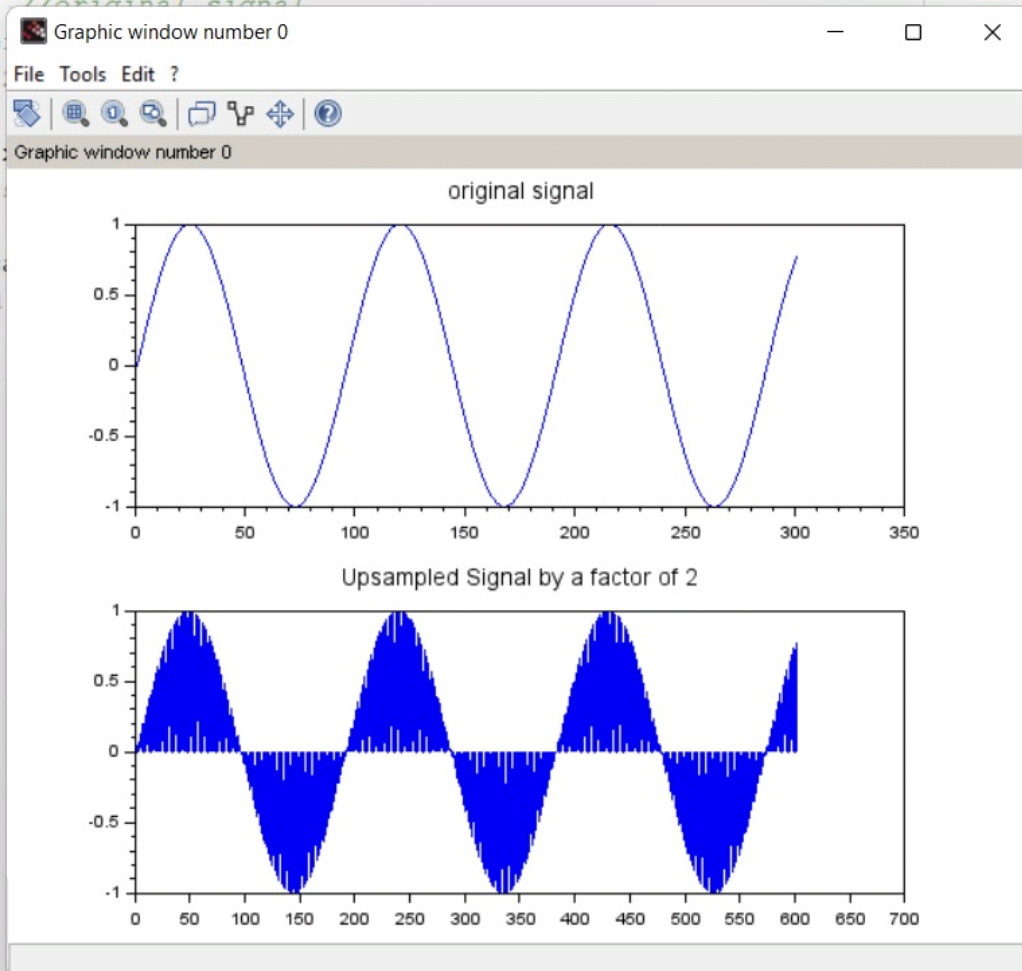 //original signal
Graphic window number 0
File Tools Edit ?
Graphic window number 0
original signal
1
0.5
0
-0.5
-1
0 50 100 150 200 250 300 350
Upsampled Signal by a factor of 2
1
0.5
0
-0.5
-1
0 50 100 150 200 250 300 350 400 450 500 550 600 650 700